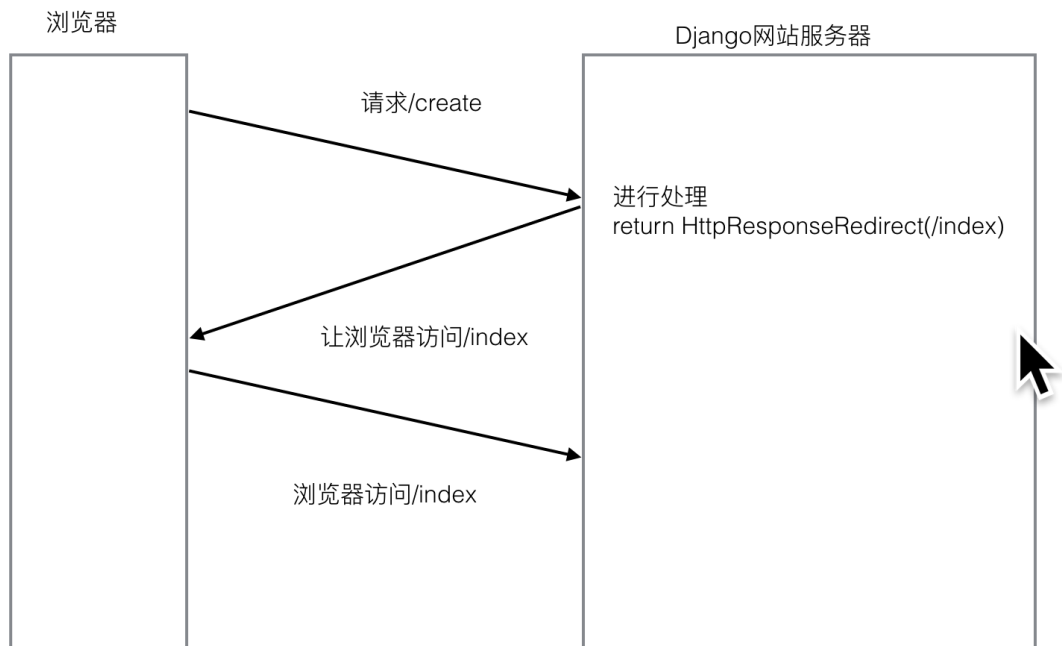 浏览器
Django网站服务器
请求/create
进行处理
return HttpResponseRedirect(/index)
让浏览器访问/index
浏览器访问/index